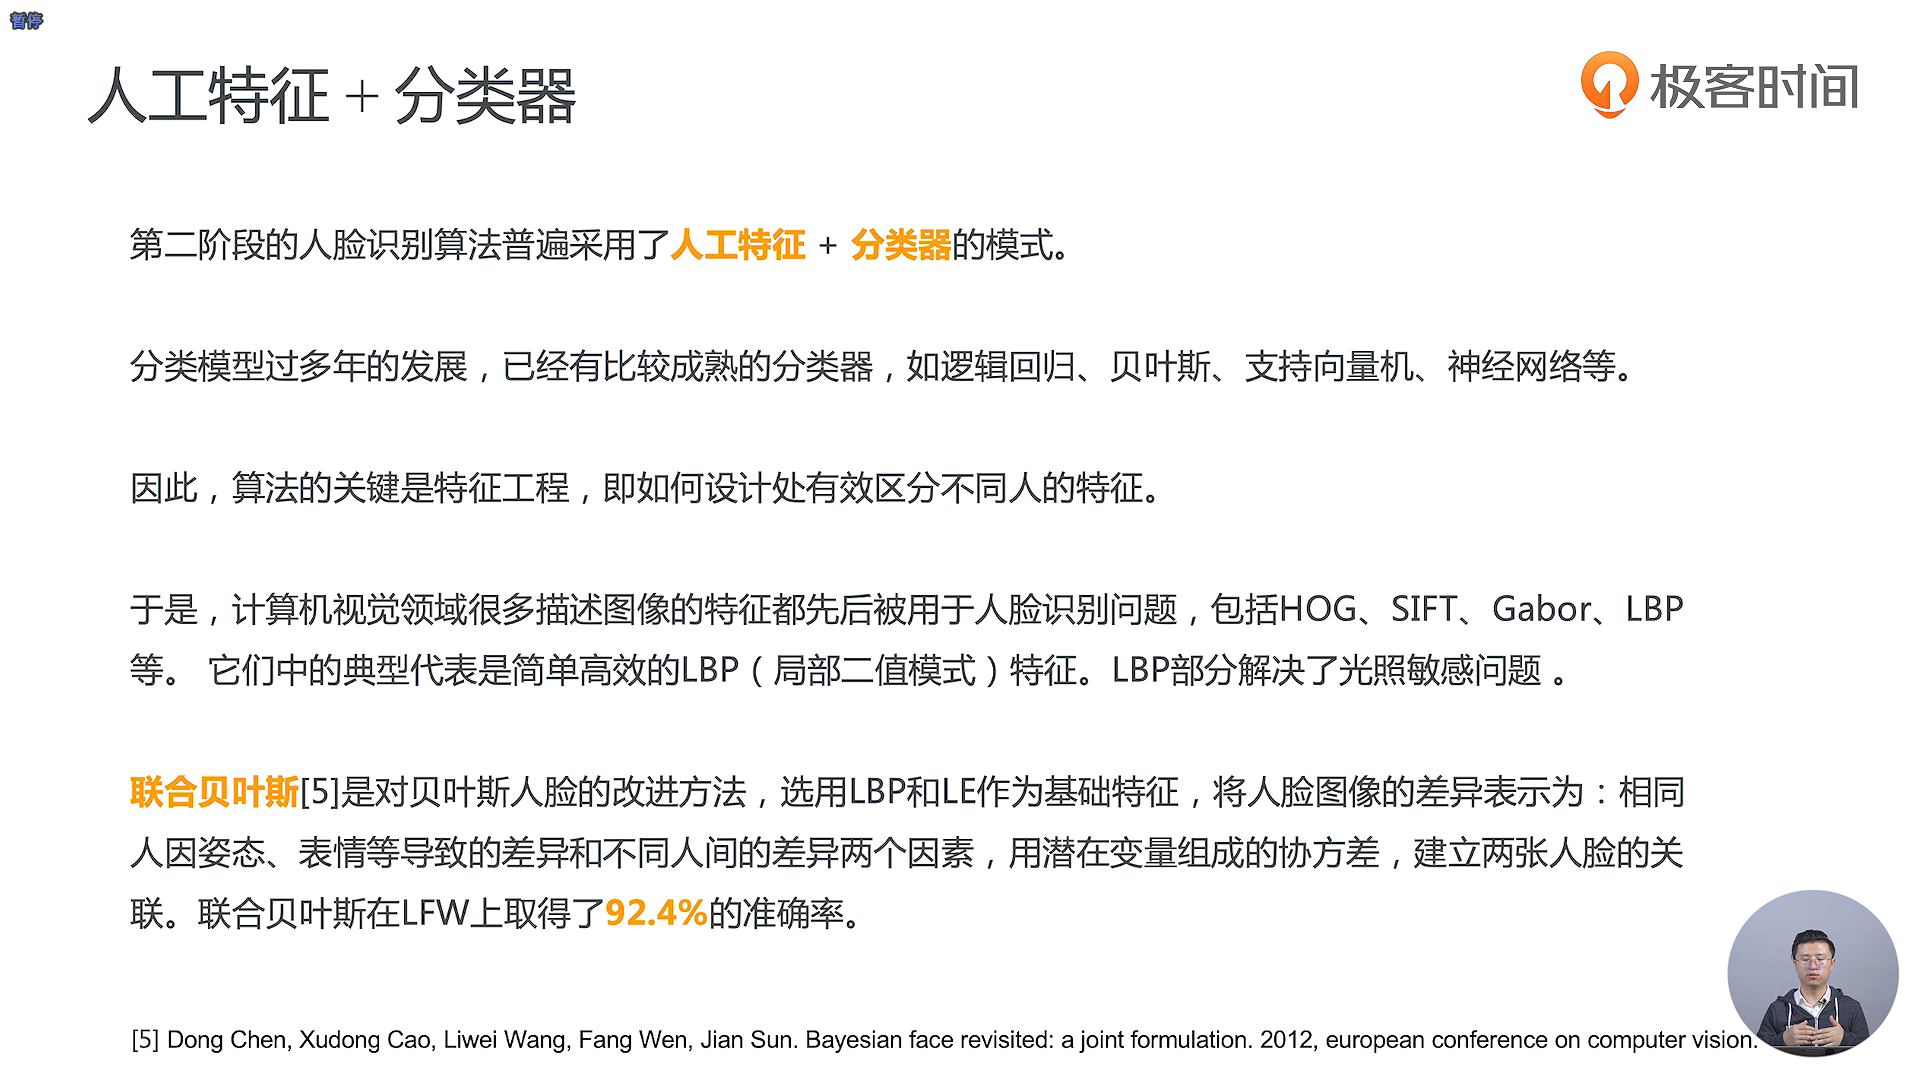 暂停
人工特征 + 分类器
极客时间
第二阶段的人脸识别算法普遍采用了人工特征 + 分类器的模式。
分类模型过多年的发展，已经有比较成熟的分类器，如逻辑回归、贝叶斯、支持向量机、神经网络等。
因此，算法的关键是特征工程，即如何设计处有效区分不同人的特征。
于是，计算机视觉领域很多描述图像的特征都先后被用于人脸识别问题，包括HOG、SIFT、Gabor、LBP
等。 它们中的典型代表是简单高效的LBP（局部二值模式）特征。LBP部分解决了光照敏感问题 。
联合贝叶斯[5]是对贝叶斯人脸的改进方法，选用LBP和LE作为基础特征，将人脸图像的差异表示为：相同
人因姿态、表情等导致的差异和不同人间的差异两个因素，用潜在变量组成的协方差，建立两张人脸的关
联。联合贝叶斯在LFW上取得了92.4%的准确率。
[5] Dong Chen, Xudong Cao, Liwei Wang, Fang Wen, Jian Sun. Bayesian face revisited: a joint formulation. 2012, european conference on computer vision.